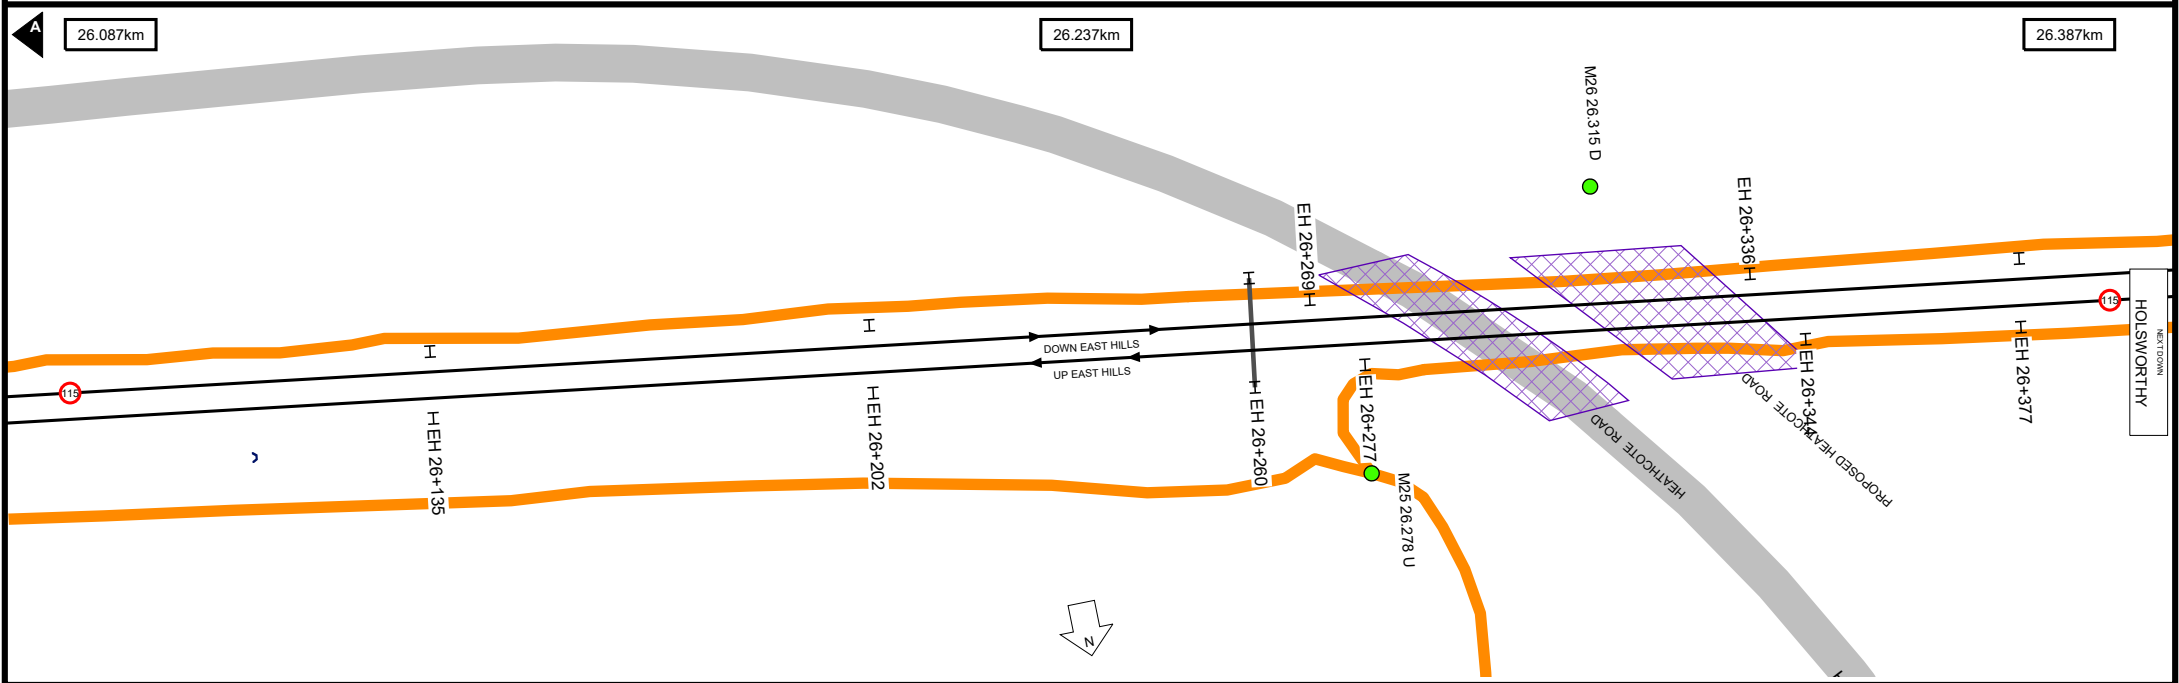 A
26.087km
26.237km
26.387km
M26 26.315 D
EH 26+269
EH 26+336
115
DOWN EAST HILLS
UP EAST HILLS
115
HOLSWORTHY
NEXT DOWN
EH 26+135
EH 26+202
EH 26+260
EH 26+277
M25 26.278 U
HEATHCOTE ROAD
PROPOSED HEATHCOTE ROAD
EH 26+344
EH 26+377
N